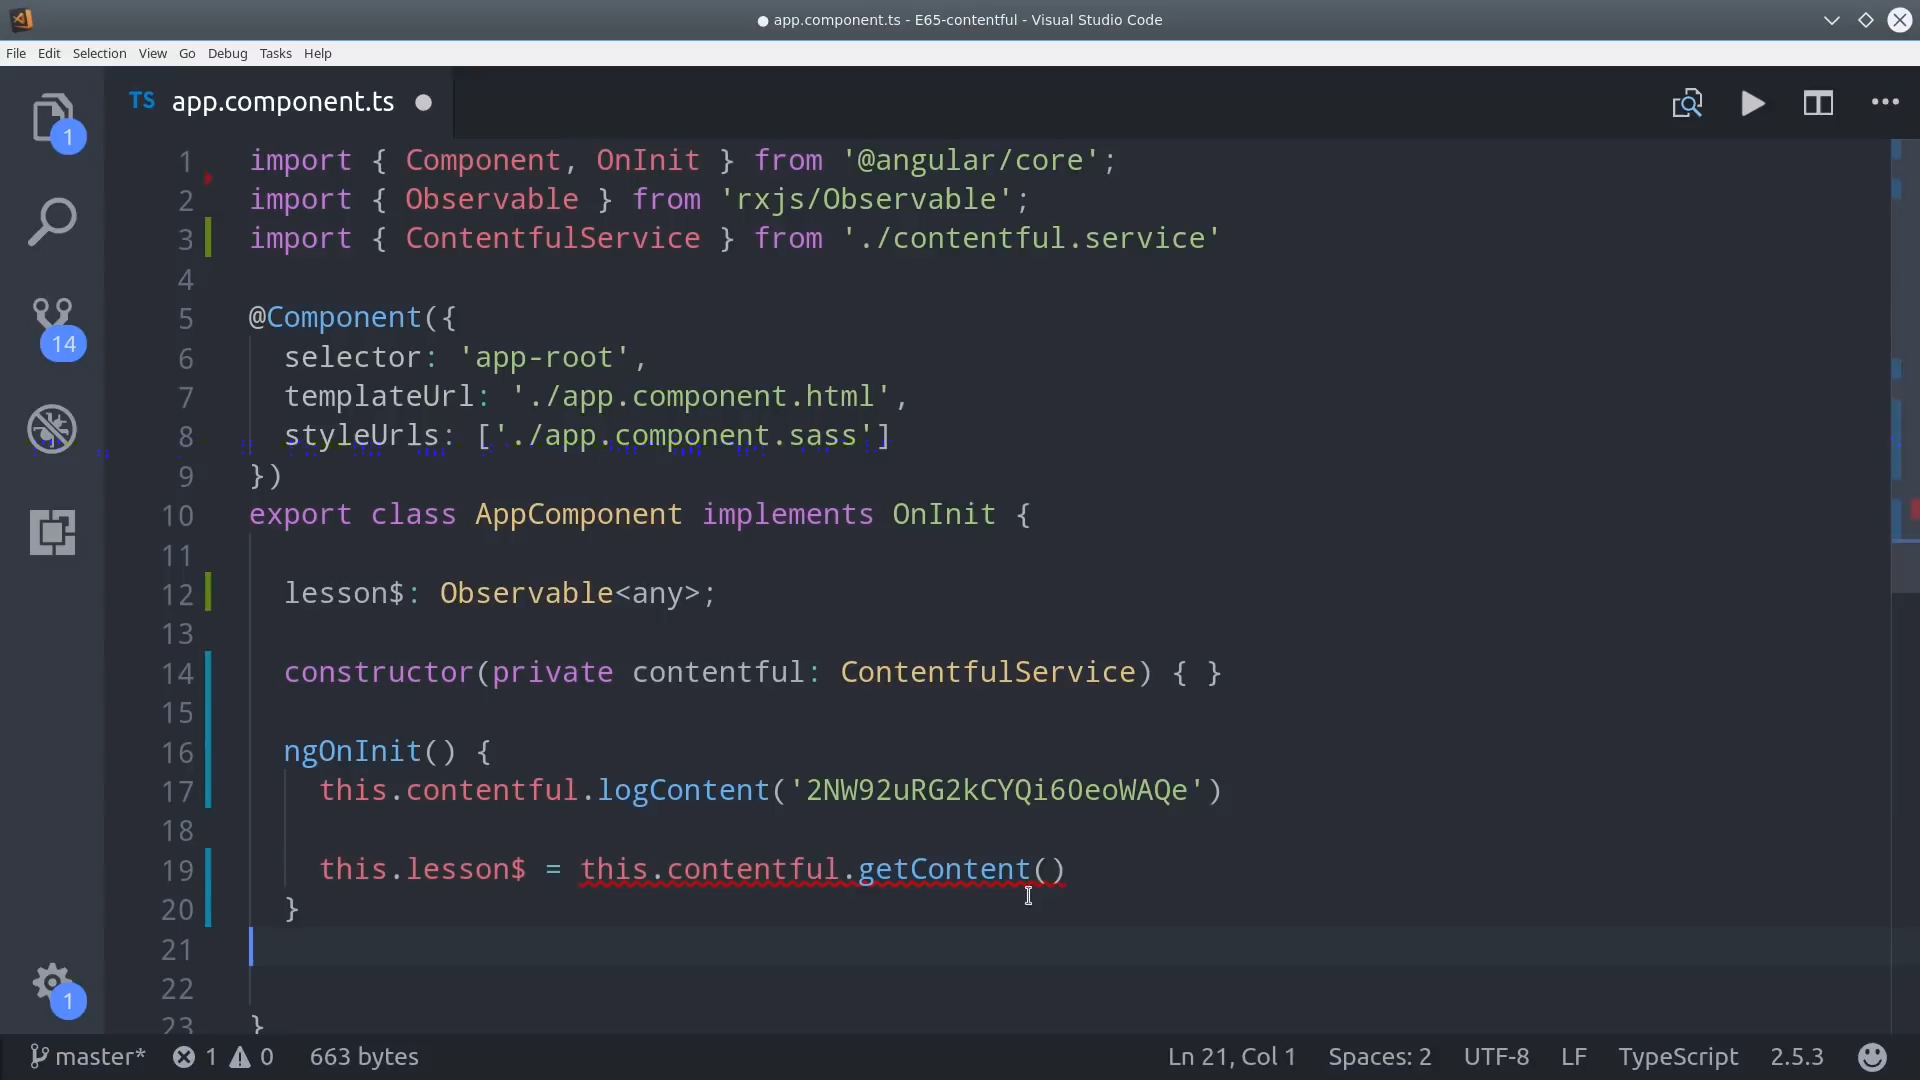 app.component.ts - E65-contentful - Visual Studio Code
File Edit Selection View Go Debug Tasks Help
1
TS app.component.ts
14
1
1 import { Component, OnInit } from '@angular/core';
2 import { Observable } from 'rxjs/Observable';
3 import { ContentfulService } from './contentful.service'
4
5 @Component({
6 selector: 'app-root',
7 templateUrl: './app.component.html',
8 styleUrls: ['./app.component.sass']
9 })
10 export class AppComponent implements OnInit {
11
12 lesson$: Observable<any>;
13
14 constructor(private contentful: ContentfulService) { }
15
16 ngOnInit() {
17 this.contentful.logContent('2NW92uRG2kCYQi60eoWAQe')
18
19 this.lesson$ = this.contentful.getContent()
20 }
21
22
23 }
master* 1 0 663 bytes Ln 21, Col 1 Spaces: 2 UTF-8 LF TypeScript 2.5.3